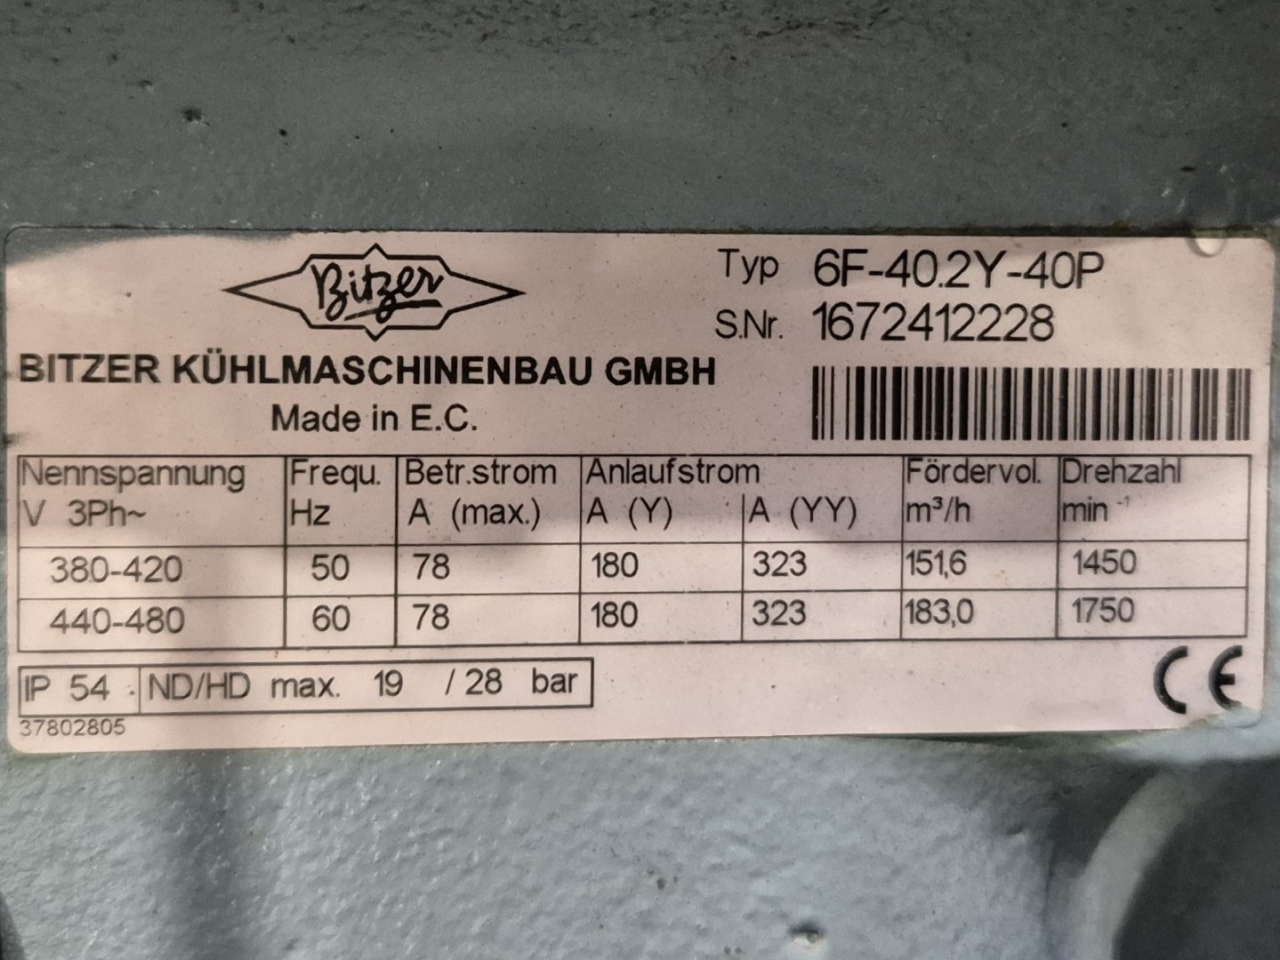 Bitzer
Typ 6F-40.2Y-40P
S.Nr. 1672412228
BITZER KÜHLMASCHINENBAU GMBH
Made in E.C.
Nennspannung Frequ. Betr.strom Anlaufstrom Fördervol. Drehzahl
V 3Ph~ Hz A (max.) A (Y) A (YY) m³/h min⁻¹
380-420 50 78 180 323 151,6 1450
440-480 60 78 180 323 183,0 1750
IP 54 ND/HD max. 19 / 28 bar
CE
37802805